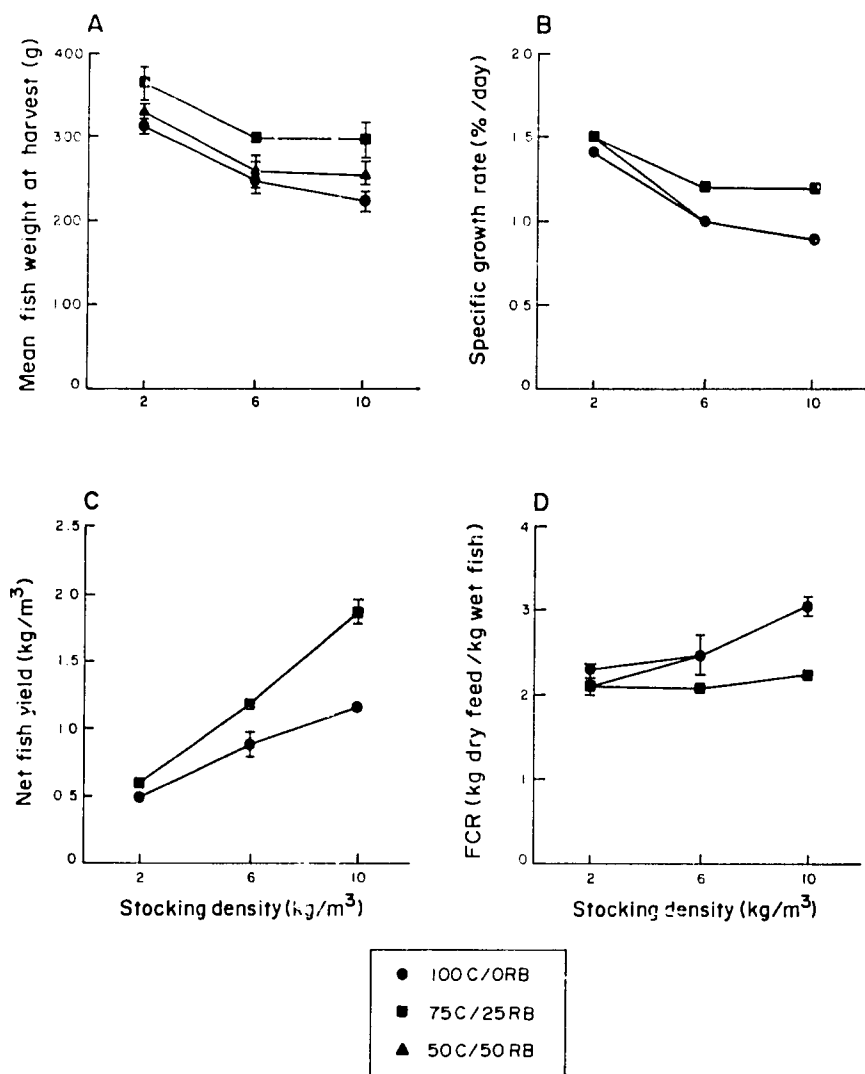 A
Mean fish weight at harvest (g)
400
300
200
100
0
2 6 10
B
Specific growth rate (%/day)
2.0
1.5
1.0
0.5
0
2 6 10
C
Net fish yield (kg/m³)
2.5
2.0
1.5
1.0
0.5
0
2 6 10
Stocking density (kg/m³)
D
FCR (kg dry feed/kg wet fish)
4
3
2
1
0
2 6 10
Stocking density (kg/m³)
100C/0RB
75C/25RB
50C/50RB